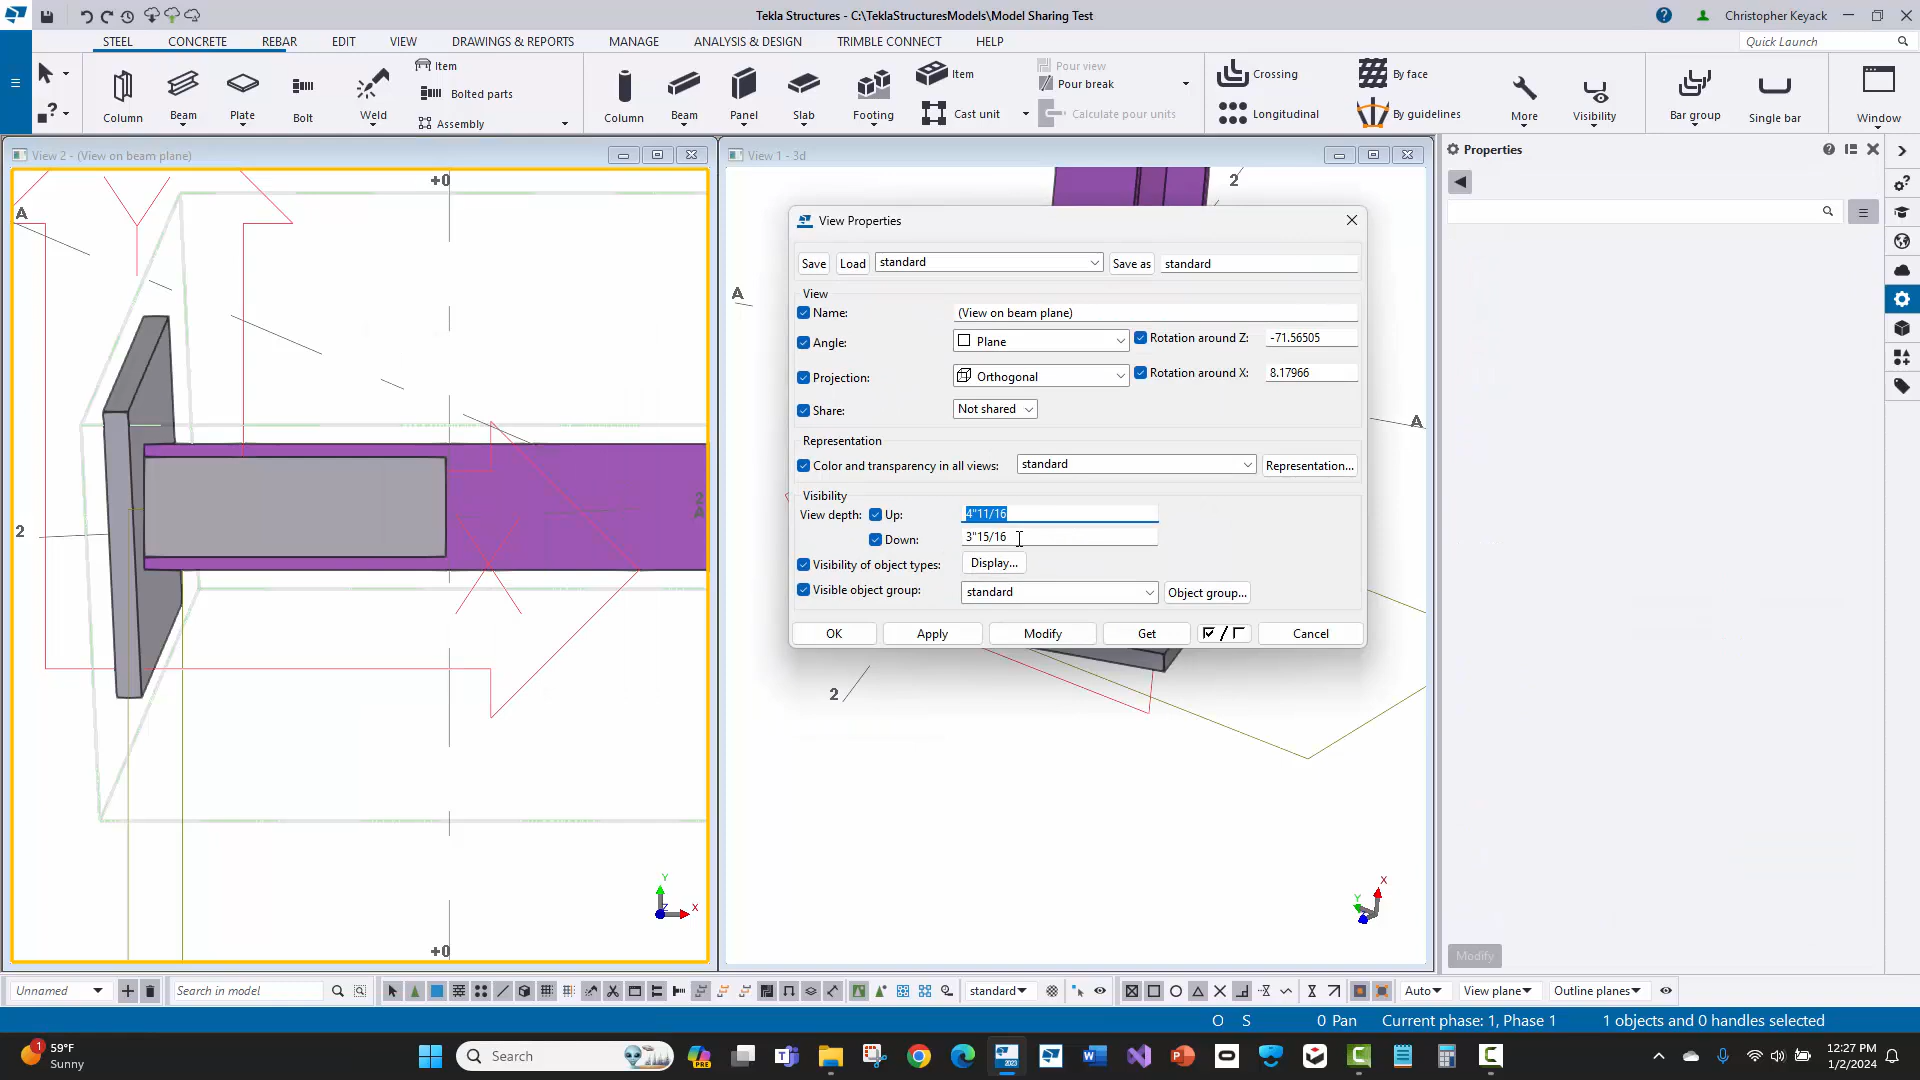 Tekla Structures - C:\TeklaStructuresModels\Model Sharing Test
Christopher Keyack
STEEL CONCRETE REBAR EDIT VIEW DRAWINGS & REPORTS MANAGE ANALYSIS & DESIGN TRIMBLE CONNECT HELP
Quick Launch
Column Beam Plate Bolt Weld
Item
Bolted parts
Assembly
Column Beam Panel Slab Footing
Item
Cast unit
Pour view
Pour break
Calculate pour units
Crossing
Longitudinal
By face
By guidelines
More Visibility
Bar group Single bar
Window
View 2 - (View on beam plane)
View 1 - 3d
Properties
+0
A
2
2
A
+0
Y
Z
X
2
A
A
2
X
Y
View Properties
Save Load standard Save as standard
View
Name: (View on beam plane)
Angle: Plane Rotation around Z: -71.56505
Projection: Orthogonal Rotation around X: 8.17966
Share: Not shared
Representation
Color and transparency in all views: standard Representation...
Visibility
View depth: Up: 4"11/16
Down: 3"15/16
Visibility of object types: Display...
Visible object group: standard Object group...
OK Apply Modify Get / Cancel
Modify
Unnamed Search in model standard Auto View plane Outline planes
O S 0 Pan Current phase: 1, Phase 1 1 objects and 0 handles selected
1
59°F
Sunny
Search
2023
12:27 PM
1/2/2024